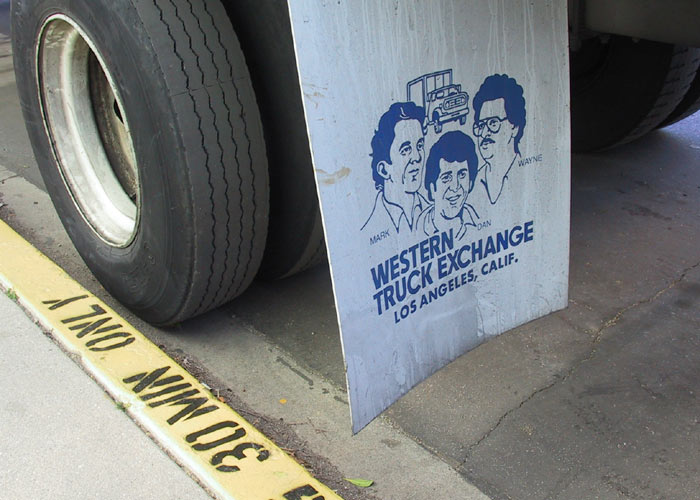 MARK
DAN
WAYNE
WESTERN
TRUCK EXCHANGE
LOS ANGELES, CALIF.
30 MIN
ONLY